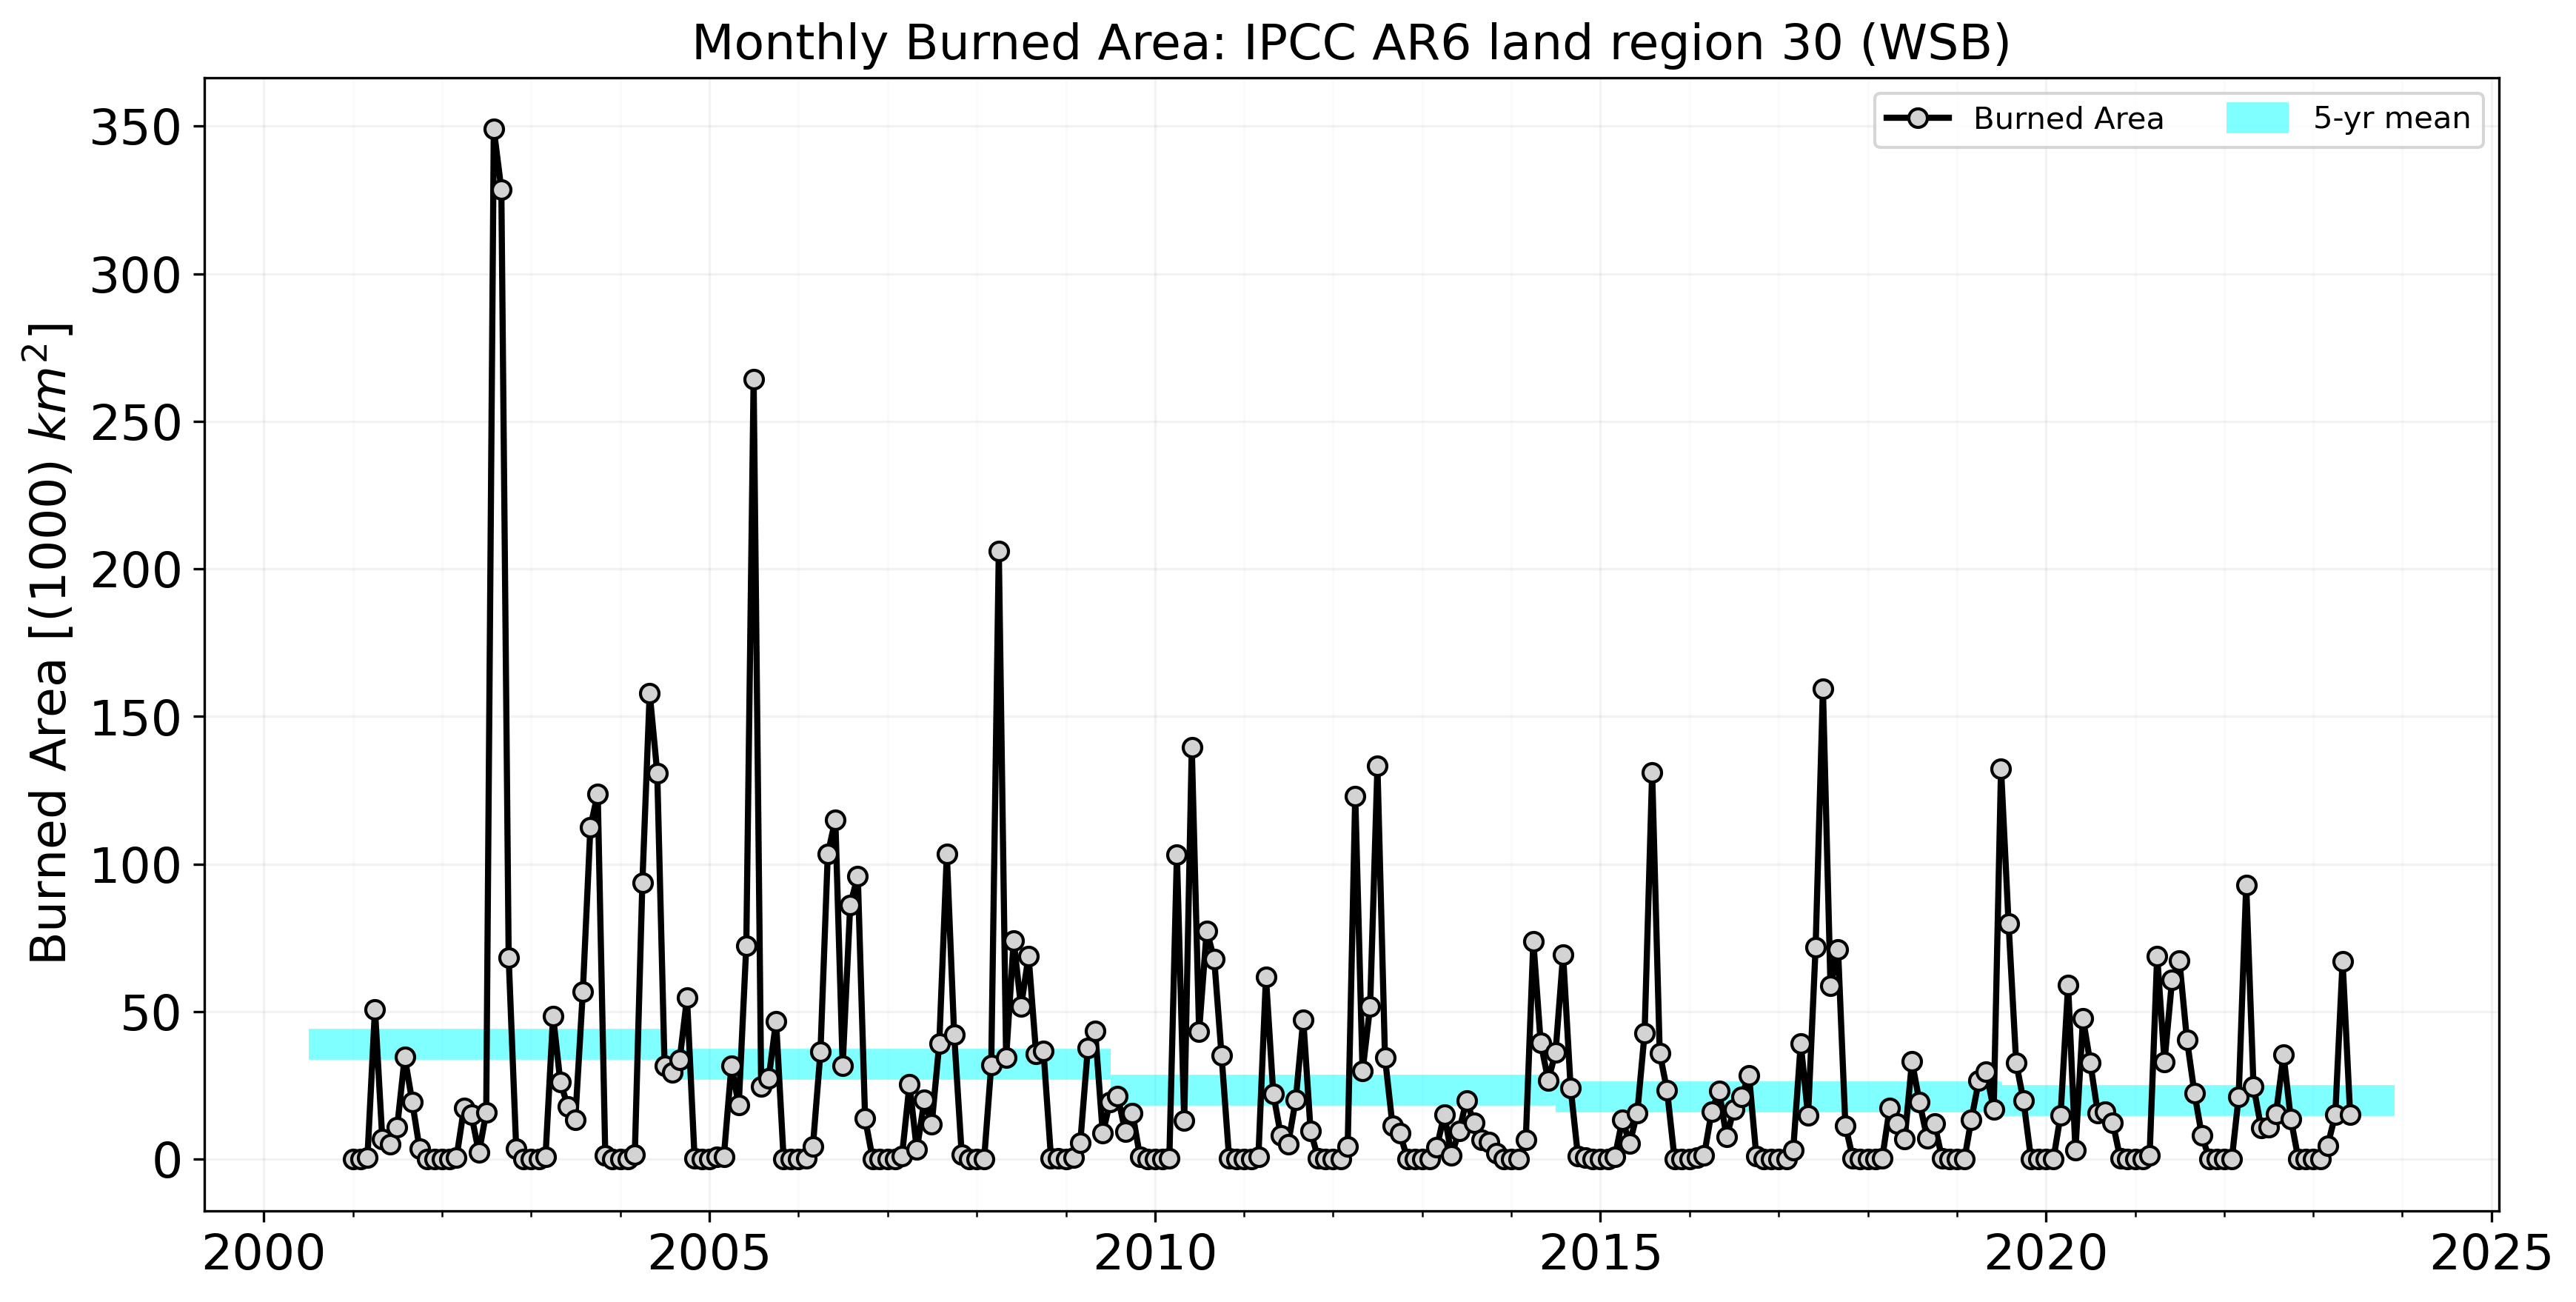 Monthly Burned Area: IPCC AR6 land region 30 (WSB)
Burned Area
5-yr mean
Burned Area [(1000) km²]
350
300
250
200
150
100
50
0
2000 2005 2010 2015 2020 2025